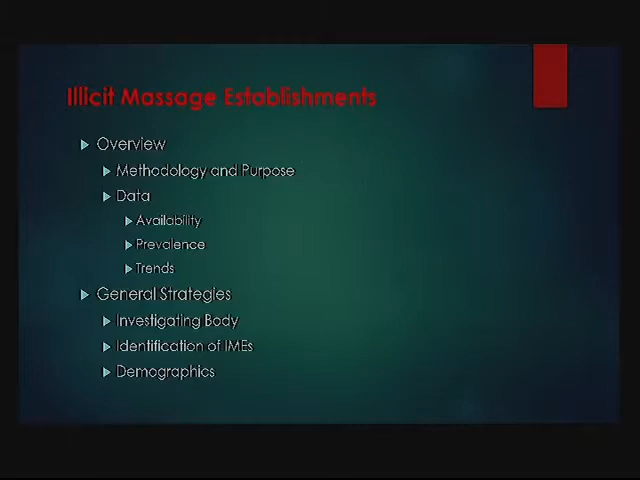 Illicit Massage Establishments
Overview
Methodology and Purpose
Data
Availability
Prevalence
Trends
General Strategies
Investigating Body
Identification of IMEs
Demographics